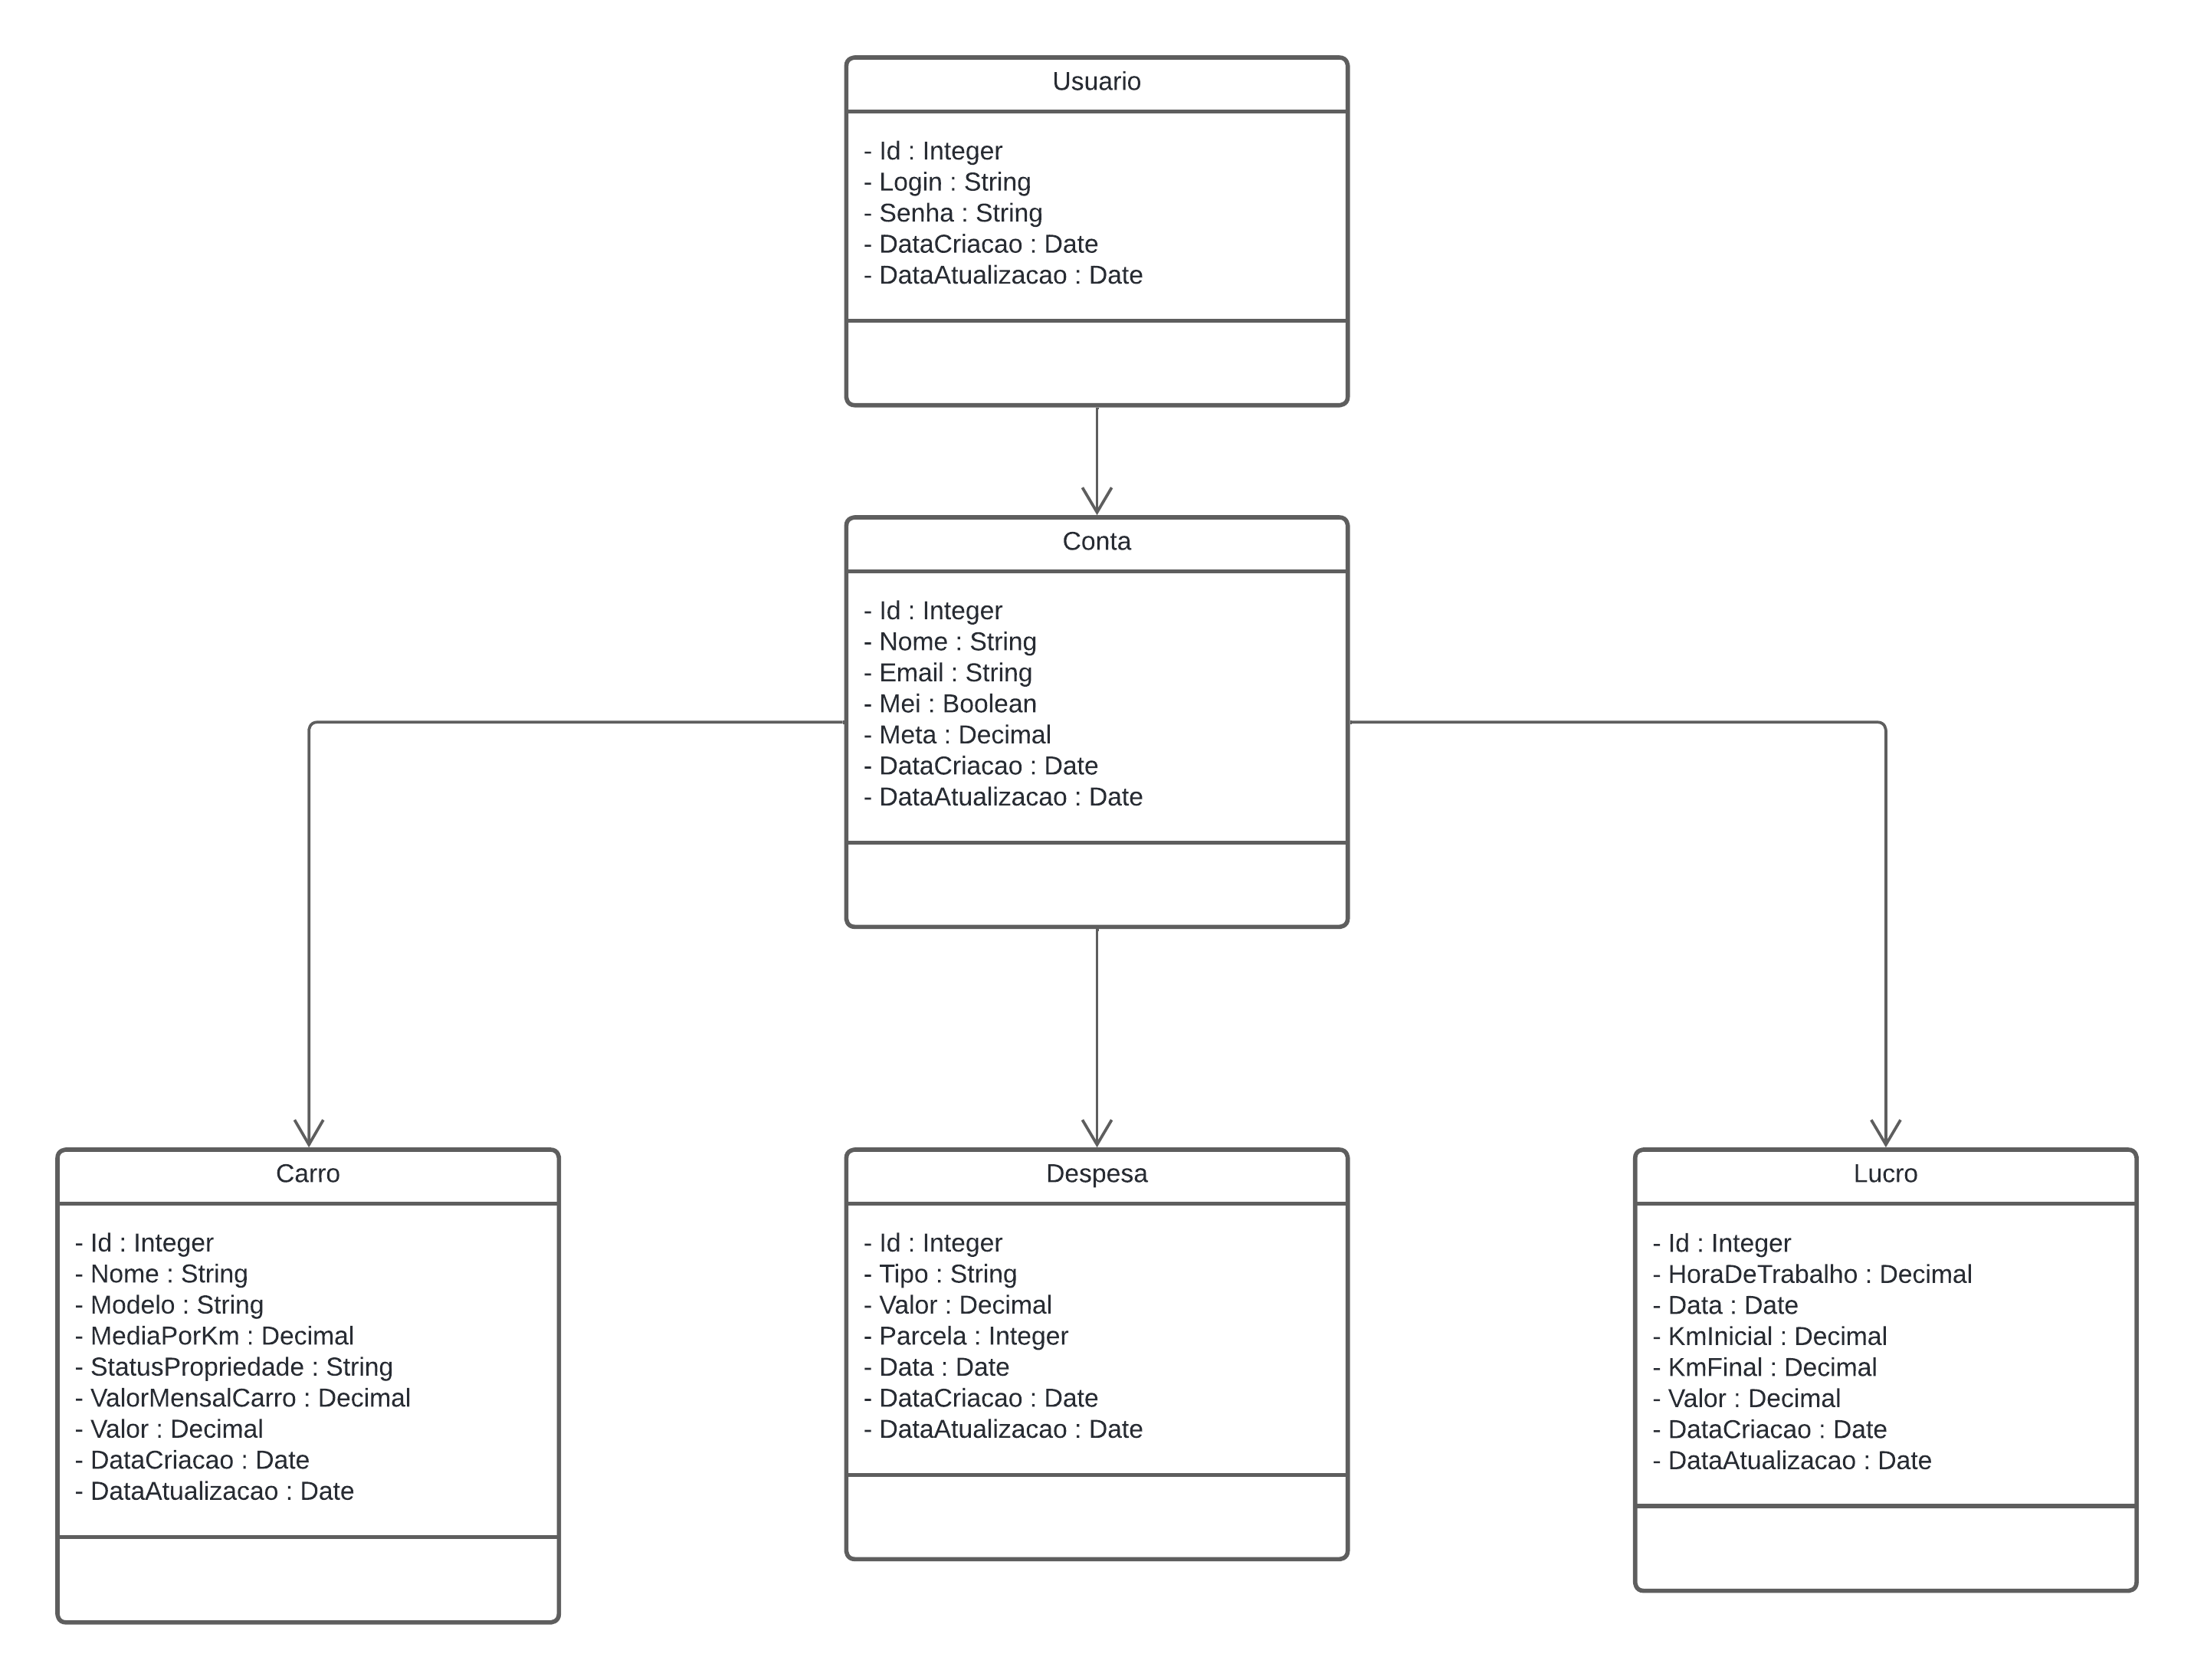 Usuario
- Id : Integer
- Login : String
- Senha : String
- DataCriacao : Date
- DataAtualizacao : Date
Conta
- Id : Integer
- Nome : String
- Email : String
- Mei : Boolean
- Meta : Decimal
- DataCriacao : Date
- DataAtualizacao : Date
Carro
- Id : Integer
- Nome : String
- Modelo : String
- MediaPorKm : Decimal
- StatusPropriedade : String
- ValorMensalCarro : Decimal
- Valor : Decimal
- DataCriacao : Date
- DataAtualizacao : Date
Despesa
- Id : Integer
- Tipo : String
- Valor : Decimal
- Parcela : Integer
- Data : Date
- DataCriacao : Date
- DataAtualizacao : Date
Lucro
- Id : Integer
- HoraDeTrabalho : Decimal
- Data : Date
- KmInicial : Decimal
- KmFinal : Decimal
- Valor : Decimal
- DataCriacao : Date
- DataAtualizacao : Date